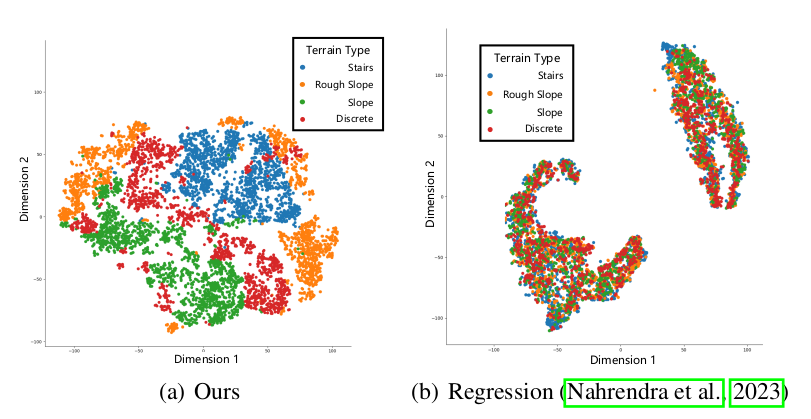 Terrain Type
Stairs
Rough Slope
Slope
Discrete
Dimension 2
100
50
0
−50
−100
−100
−50
0
50
100
Dimension 1
(a) Ours
Terrain Type
Stairs
Rough Slope
Slope
Discrete
Dimension 2
100
50
0
−50
−100
−100
−50
0
50
100
Dimension 1
(b) Regression (Nahrendra et al., 2023)